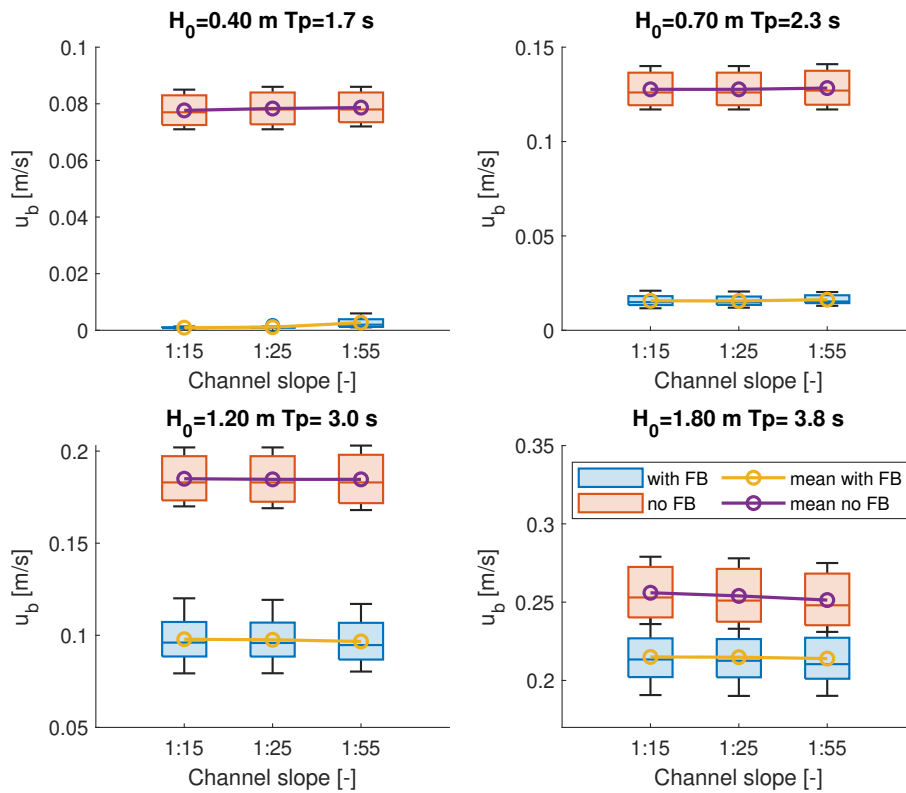 H_0=0.40 m Tp=1.7 s
0.1
0.08
0.06
0.04
0.02
0
u_b [m/s]
1:15 1:25 1:55
Channel slope [-]
H_0=0.70 m Tp=2.3 s
0.15
0.1
0.05
0
u_b [m/s]
1:15 1:25 1:55
Channel slope [-]
H_0=1.20 m Tp= 3.0 s
0.2
0.15
0.1
0.05
u_b [m/s]
1:15 1:25 1:55
Channel slope [-]
H_0=1.80 m Tp= 3.8 s
0.35
0.3
0.25
0.2
u_b [m/s]
with FB mean with FB
no FB mean no FB
1:15 1:25 1:55
Channel slope [-]